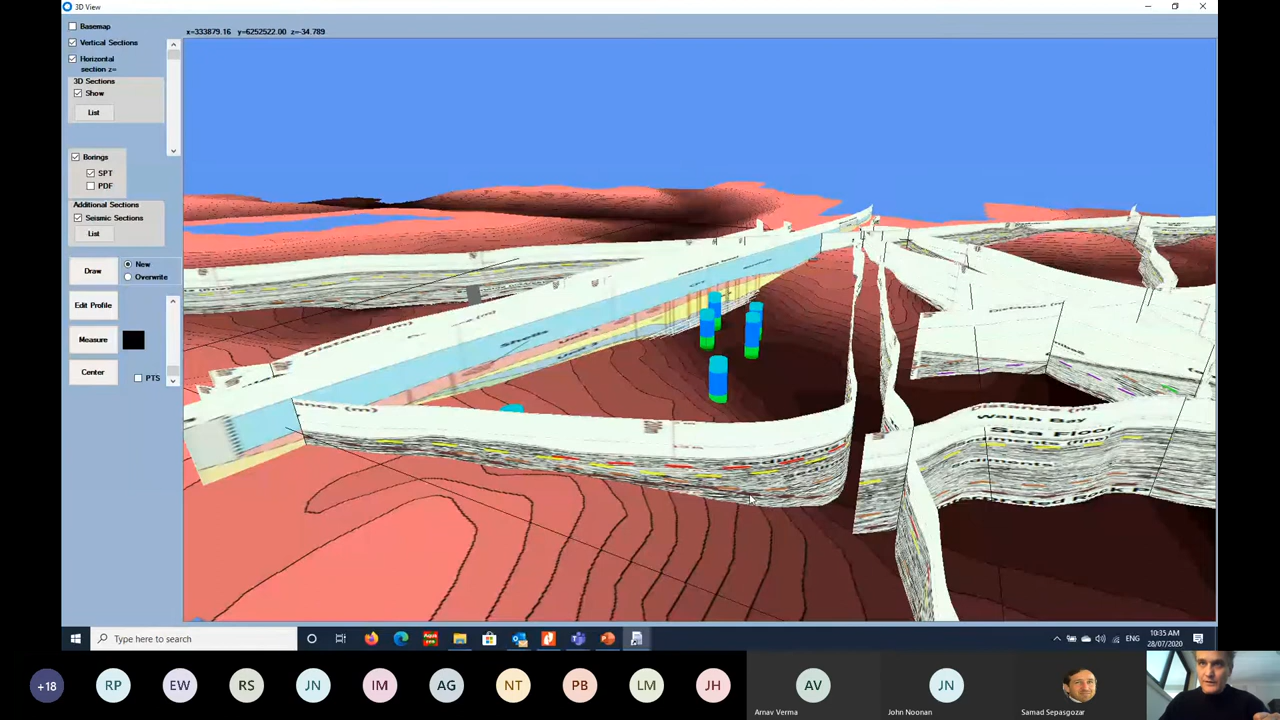 3D View
x=333879.16 y=6252522.00 z=-34.789
Basemap
Vertical Sections
Horizontal
section z=
3D Sections
Show
List
Borings
SPT
PDF
Additional Sections
Seismic Sections
List
Draw
New
Overwrite
Edit Profile
Measure
Center
PTS
Distance (m)
Walsh Bay
Sea Floor
Type here to search
ENG
10:35 AM
28/07/2020
+18
RP
EW
RS
JN
IM
AG
NT
PB
LM
JH
AV
Arnav Verma
JN
John Noonan
Samad Sepasgozar